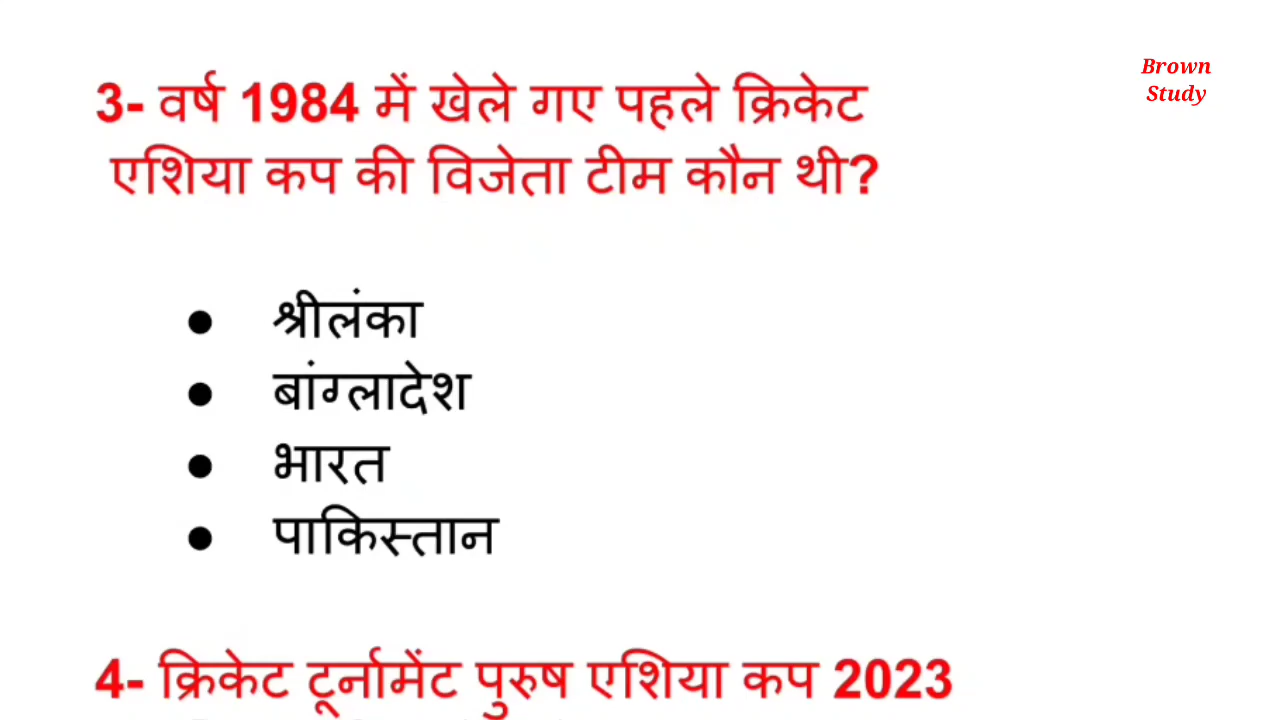 Brown
Study
3- वर्ष 1984 में खेले गए पहले क्रिकेट
एशिया कप की विजेता टीम कौन थी?
● श्रीलंका
● बांग्लादेश
● भारत
● पाकिस्तान
4- क्रिकेट टूर्नामेंट पुरुष एशिया कप 2023